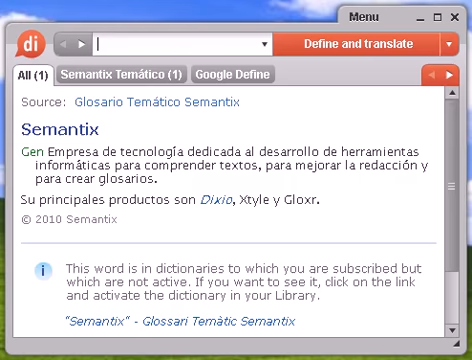 Menu
di
Define and translate
All (1) Semantix Temático (1) Google Define
Source: Glosario Temático Semantix
Semantix
Gen Empresa de tecnología dedicada al desarrollo de herramientas
informáticas para comprender textos, para mejorar la redacción y
para crear glosarios.
Su principales productos son Dixio, Xtyle y Gloxr.
© 2010 Semantix
This word is in dictionaries to which you are subscribed but
which are not active. If you want to see it, click on the link
and activate the dictionary in your Library.
"Semantix" - Glossari Temàtic Semantix